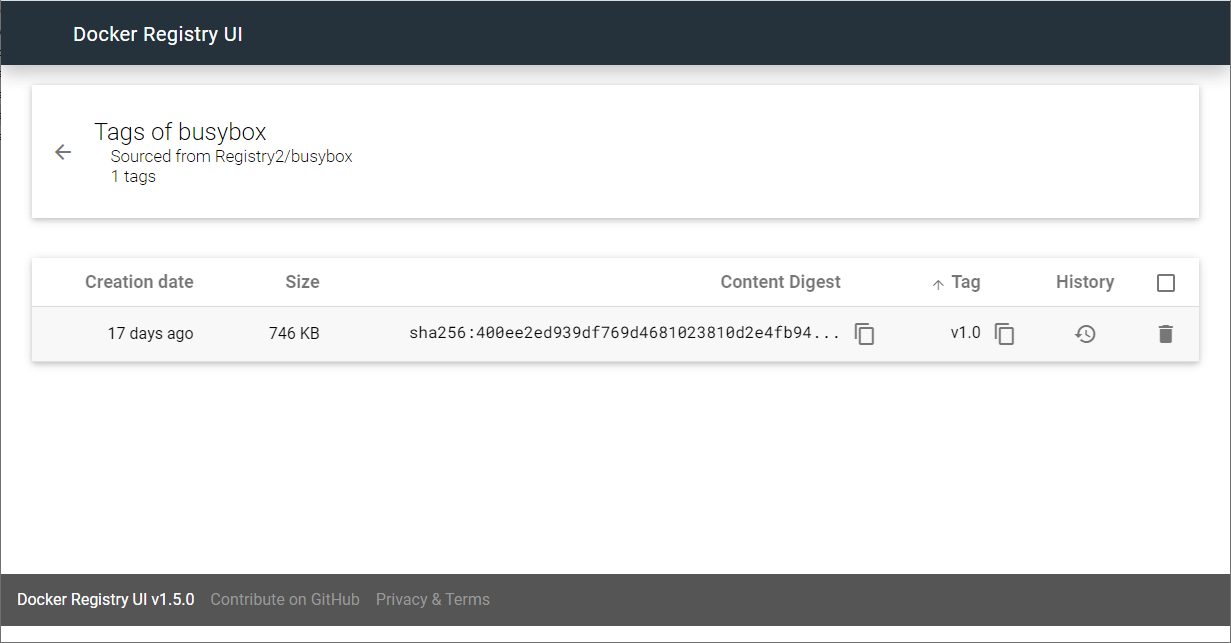 Docker Registry UI
Tags of busybox
Sourced from Registry2/busybox
1 tags
Creation date Size Content Digest Tag History
17 days ago 746 KB sha256:400ee2ed939df769d4681023810d2e4fb94... v1.0
Docker Registry UI v1.5.0 Contribute on GitHub Privacy & Terms